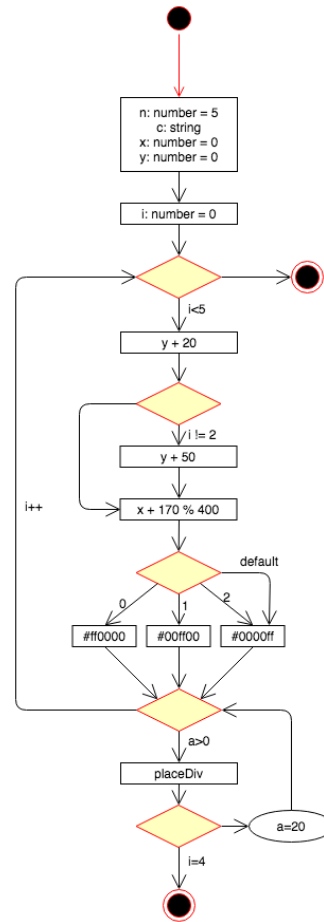 n: number = 5
c: string
x: number = 0
y: number = 0
i: number = 0
i<5
y + 20
i != 2
y + 50
i++
x + 170 % 400
default
0
1
2
#ff0000
#00ff00
#0000ff
a>0
placeDiv
a=20
i=4